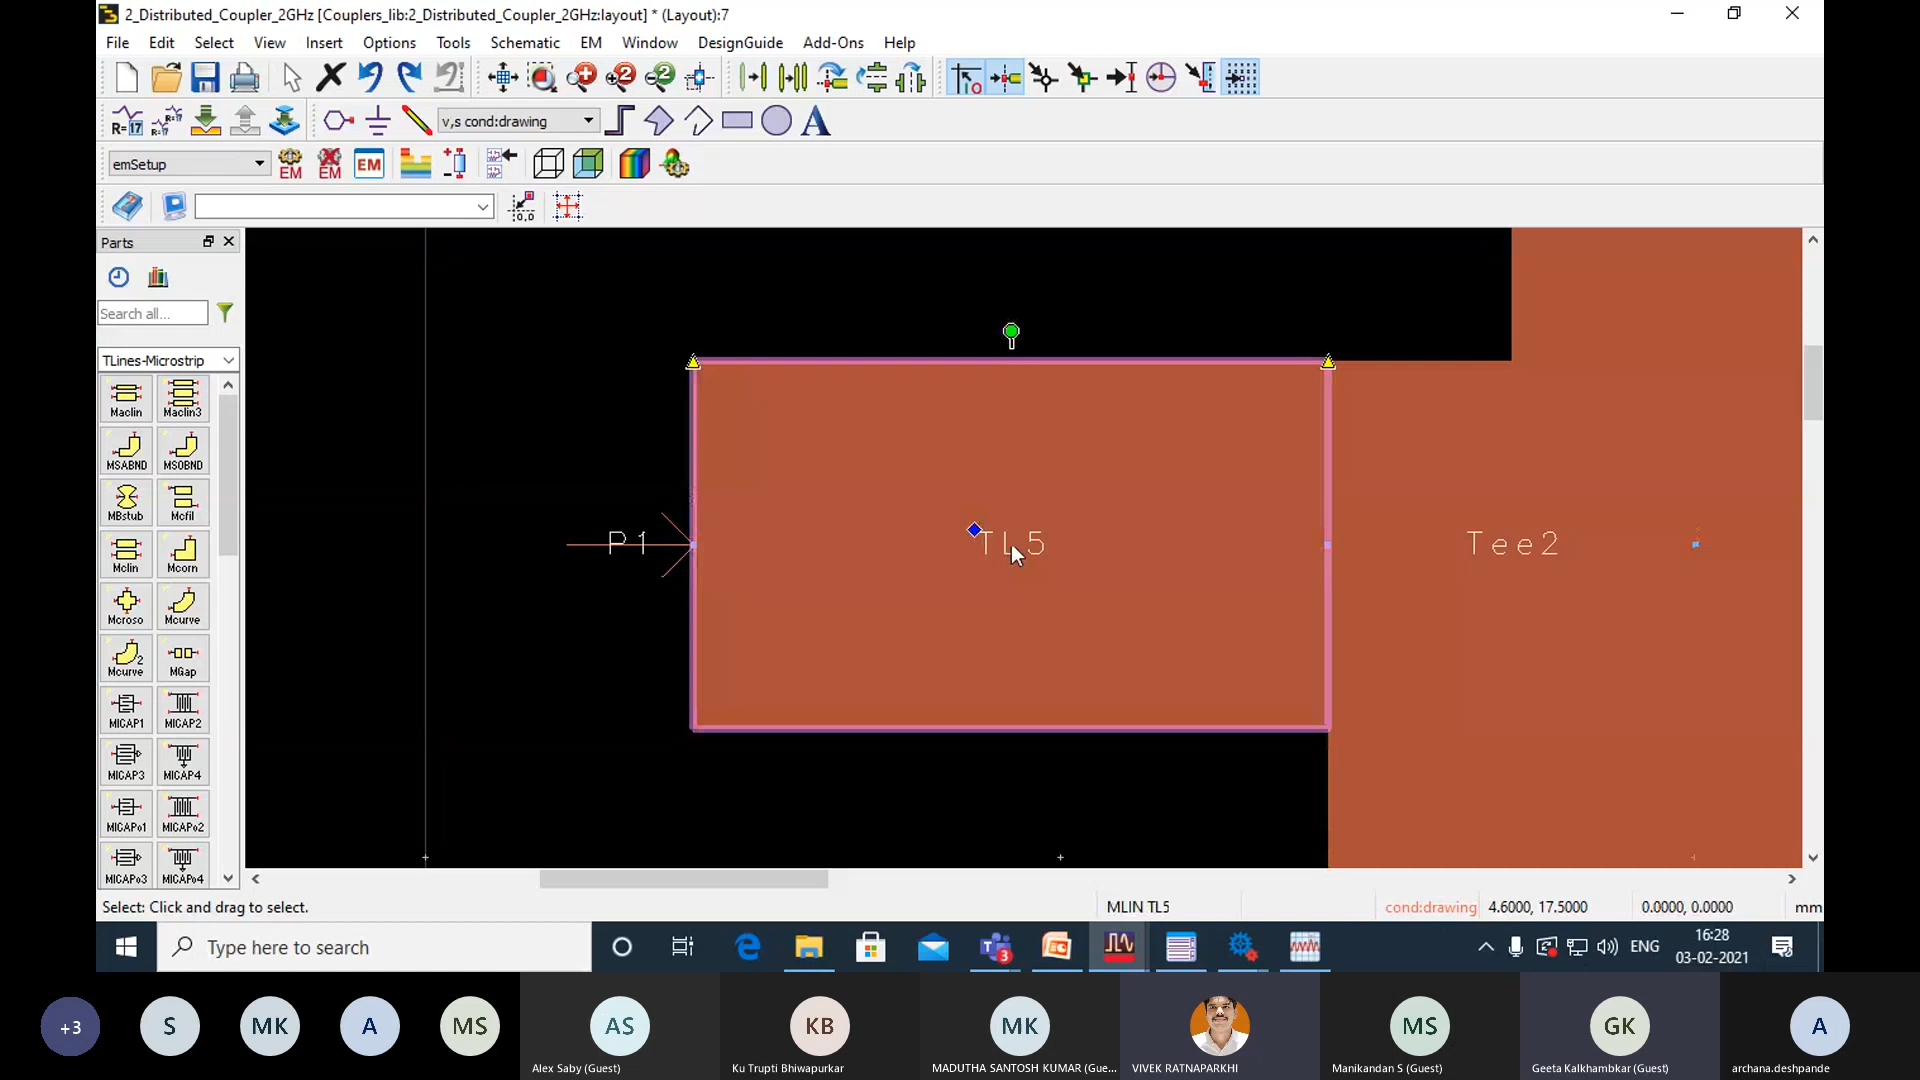 2_Distributed_Coupler_2GHz [Couplers_lib:2_Distributed_Coupler_2GHz:layout] * (Layout):7
File Edit Select View Insert Options Tools Schematic EM Window DesignGuide Add-Ons Help
v,s cond:drawing
emSetup
EM EM EM
0,0
Parts
Search all...
TLines-Microstrip
Maclin Maclin3
MSABND MSOBND
MBstub Mcfil
Mclin Mcorn
Mcroso Mcurve
Mcurve MGap
MICAP1 MICAP2
MICAP3 MICAP4
MICAPo1 MICAPo2
MICAPo3 MICAPo4
P1 TL5 Tee2
Select: Click and drag to select. MLIN TL5 cond:drawing 4.6000, 17.5000 0.0000, 0.0000 mm
Type here to search
3
ENG
16:28
03-02-2021
+3 S MK A MS AS KB MK MS GK A
Alex Saby (Guest) Ku Trupti Bhiwapurkar MADUTHA SANTOSH KUMAR (Gue... VIVEK RATNAPARKHI Manikandan S (Guest) Geeta Kalkhambkar (Guest) archana.deshpande